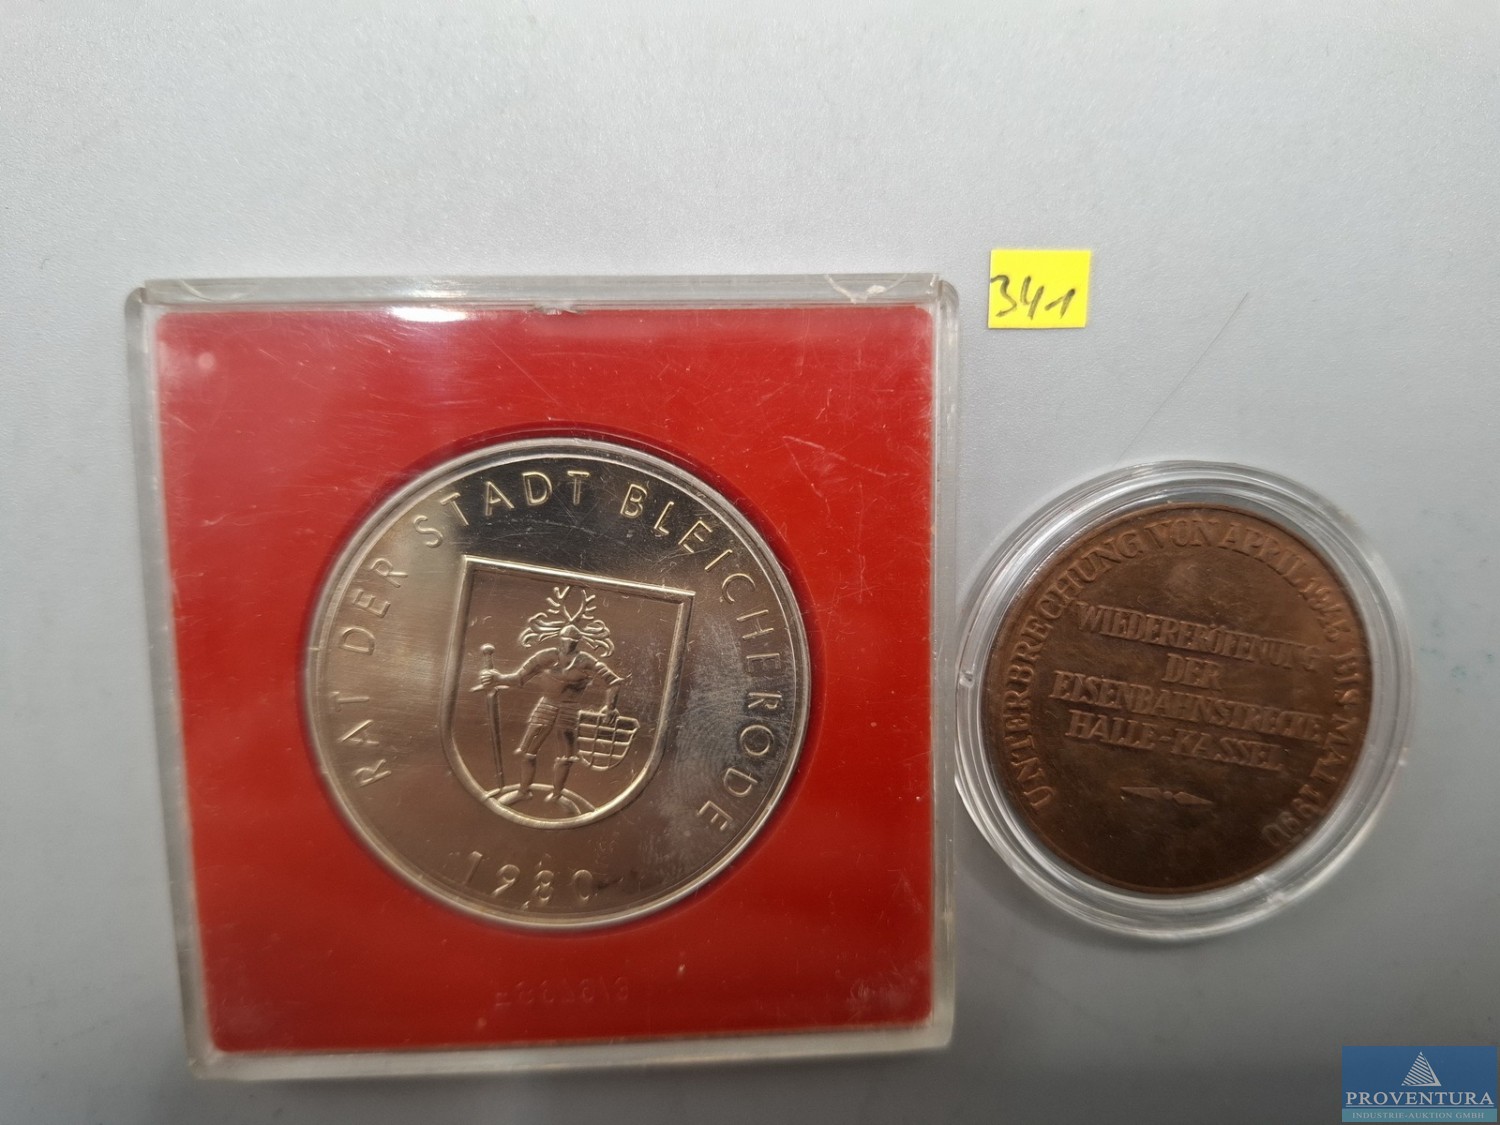 341
RAT DER STADT BLEICHERODE
1980
UNTERBRECHUNG VON APRIL 1945 BIS MAI 1990
WIEDERERÖFFNUNG
DER
EISENBAHNSTRECKE
HALLE-KASSEL
PROVENTURA
INDUSTRIE-AUKTION GMBH